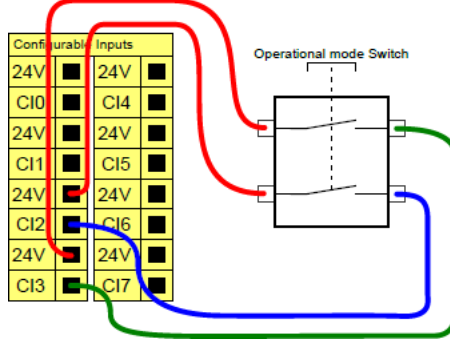 Configurable Inputs
Operational mode Switch
24V 24V
CI0 CI4
24V 24V
CI1 CI5
24V 24V
CI2 CI6
24V 24V
CI3 CI7